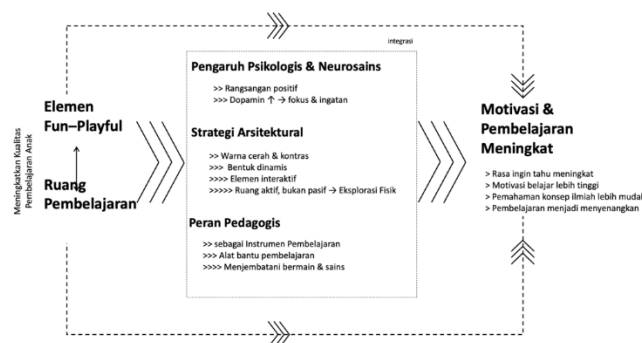 integrasi
Meningkatkan Kualitas
Pembelajaran Anak
Elemen
Fun–Playful
Ruang
Pembelajaran
Pengaruh Psikologis & Neurosains
>> Rangsangan positif
>>> Dopamin ↑ → fokus & ingatan
Strategi Arsitektural
>> Warna cerah & kontras
>>> Bentuk dinamis
>>>> Elemen interaktif
>>>>> Ruang aktif, bukan pasif → Eksplorasi Fisik
Peran Pedagogis
>> sebagai Instrumen Pembelajaran
>>> Alat bantu pembelajaran
>>>> Menjembatani bermain & sains
Motivasi &
Pembelajaran
Meningkat
> Rasa ingin tahu meningkat
> Motivasi belajar lebih tinggi
> Pemahaman konsep ilmiah lebih mudah
> Pembelajaran menjadi menyenangkan